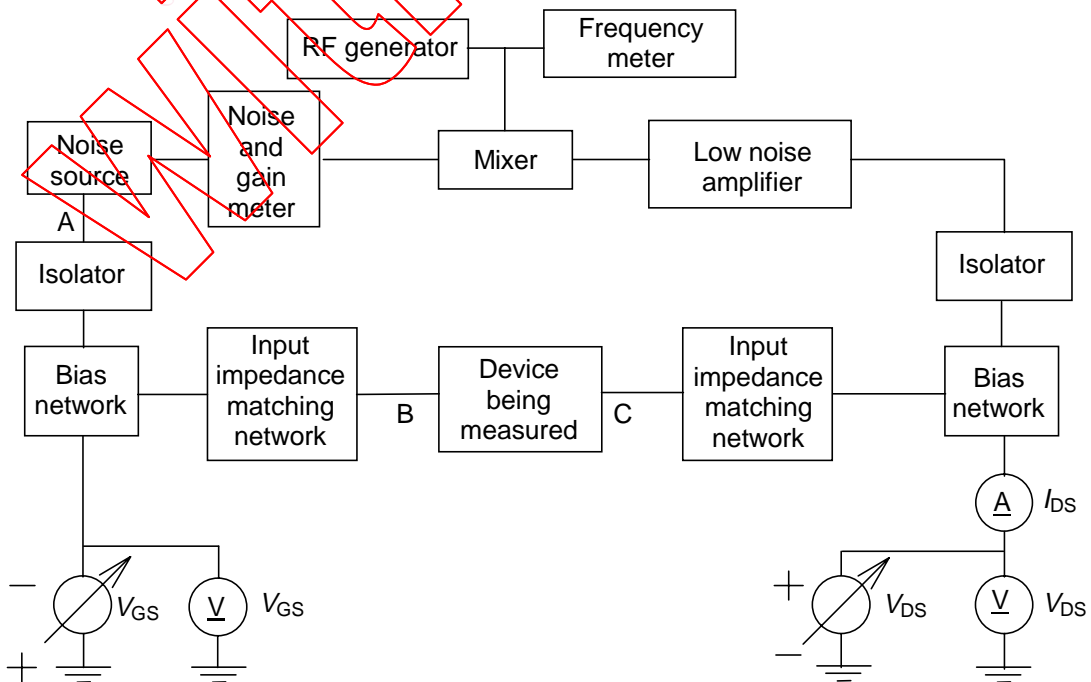 RF generator
Frequency
meter
Noise
source
Noise
and
gain
meter
Mixer
Low noise
amplifier
A
Isolator
Isolator
Bias
network
Input
impedance
matching
network
B
Device
being
measured
C
Input
impedance
matching
network
Bias
network
A
IDS
−
+
VGS
V
VGS
+
−
VDS
V
VDS